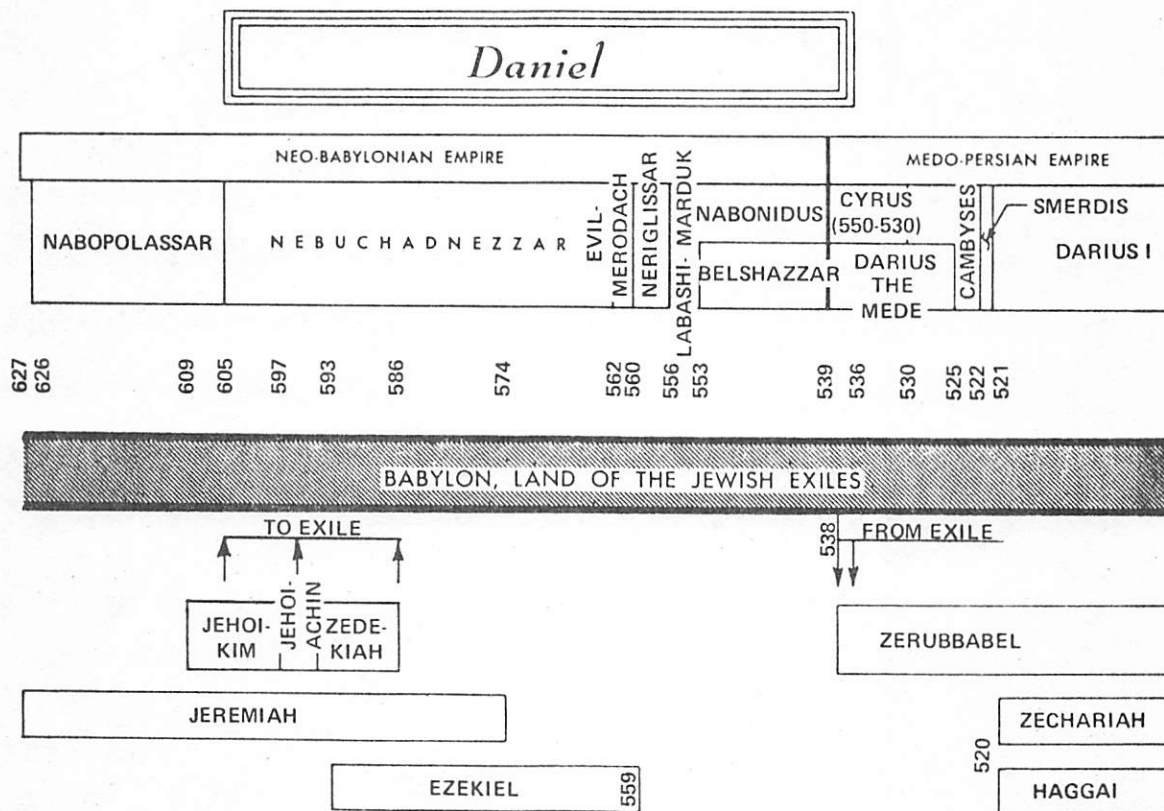 Daniel
NEO-BABYLONIAN EMPIRE
MEDO-PERSIAN EMPIRE
NABOPOLASSAR
NEBUCHADNEZZAR
EVIL-
MERODACH
NERIGLISSAR
LABASHI- MARDUK
NABONIDUS
BELSHAZZAR
CYRUS
(550-530)
DARIUS
THE
MEDE
CAMBYSES
SMERDIS
DARIUS I
627
626
609
605
597
593
586
574
562
560
556
553
539
536
530
525
522
521
BABYLON, LAND OF THE JEWISH EXILES
TO EXILE
538
FROM EXILE
JEHOI-
KIM
JEHOI-
ACHIN
ZEDE-
KIAH
ZERUBBABEL
JEREMIAH
ZECHARIAH
520
EZEKIEL
559
HAGGAI